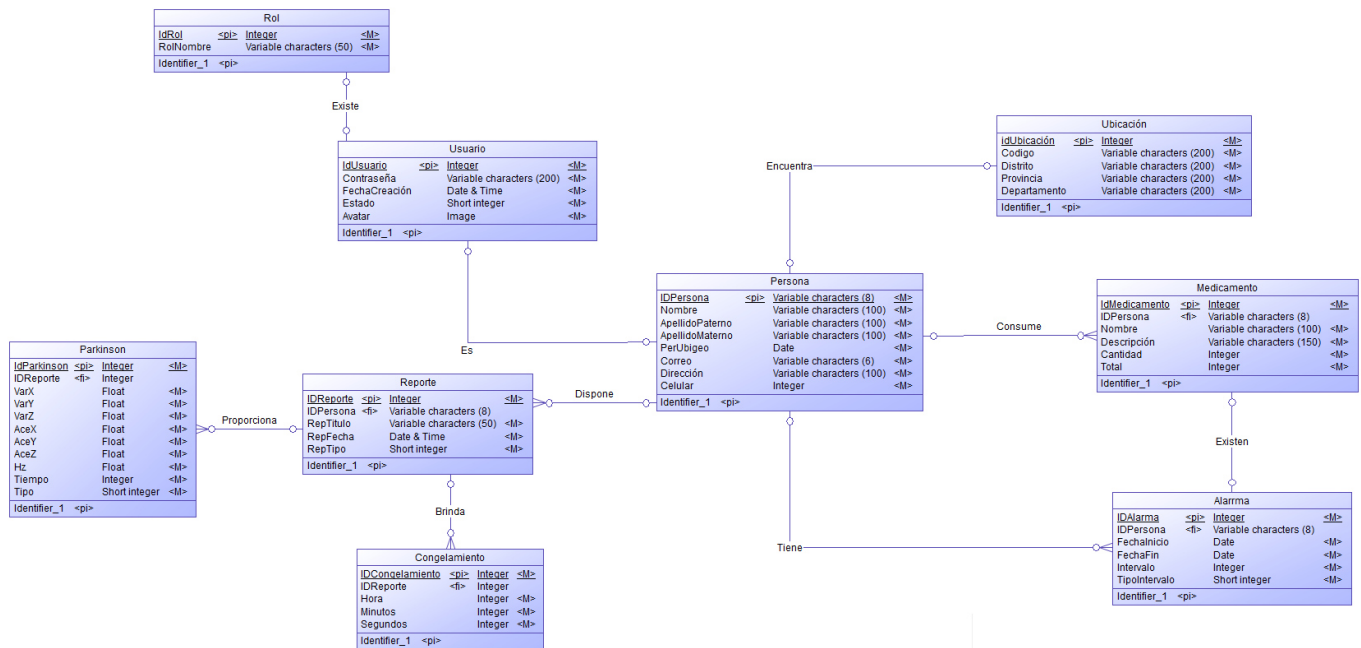 Rol
IdRol <pi> Integer <M>
RolNombre Variable characters (50) <M>
Identifier_1 <pi>
Existe
Usuario
IdUsuario <pi> Integer <M>
Contraseña Variable characters (200) <M>
FechaCreación Date & Time <M>
Estado Short integer <M>
Avatar Image <M>
Identifier_1 <pi>
Ubicación
idUbicación <pi> Integer <M>
Codigo Variable characters (200) <M>
Distrito Variable characters (200) <M>
Provincia Variable characters (200) <M>
Departamento Variable characters (200) <M>
Identifier_1 <pi>
Encuentra
Persona
IDPersona <pi> Variable characters (8) <M>
Nombre Variable characters (100) <M>
ApellidoPaterno Variable characters (100) <M>
ApellidoMaterno Variable characters (100) <M>
PerUbigeo Date <M>
Correo Variable characters (6) <M>
Dirección Variable characters (100) <M>
Celular Integer <M>
Identifier_1 <pi>
Consume
Medicamento
IdMedicamento <pi> Integer <M>
IDPersona <fi> Variable characters (8)
Nombre Variable characters (100) <M>
Descripción Variable characters (150) <M>
Cantidad Integer <M>
Total Integer <M>
Identifier_1 <pi>
Es
Parkinson
IdParkinson <pi> Integer <M>
IDReporte <fi> Integer
VarX Float <M>
VarY Float <M>
VarZ Float <M>
AceX Float <M>
AceY Float <M>
AceZ Float <M>
Hz Float <M>
Tiempo Integer <M>
Tipo Short integer <M>
Identifier_1 <pi>
Proporciona
Reporte
IDReporte <pi> Integer <M>
IDPersona <fi> Variable characters (8)
RepTitulo Variable characters (50) <M>
RepFecha Date & Time <M>
RepTipo Short integer <M>
Identifier_1 <pi>
Dispone
Existen
Brinda
Tiene
Alarrma
IDAlarma <pi> Integer <M>
IDPersona <fi> Variable characters (8)
FechaInicio Date <M>
FechaFin Date <M>
Intervalo Integer <M>
TipoIntervalo Short integer <M>
Identifier_1 <pi>
Congelamiento
IDCongelamiento <pi> Integer <M>
IDReporte <fi> Integer
Hora Integer <M>
Minutos Integer <M>
Segundos Integer <M>
Identifier_1 <pi>